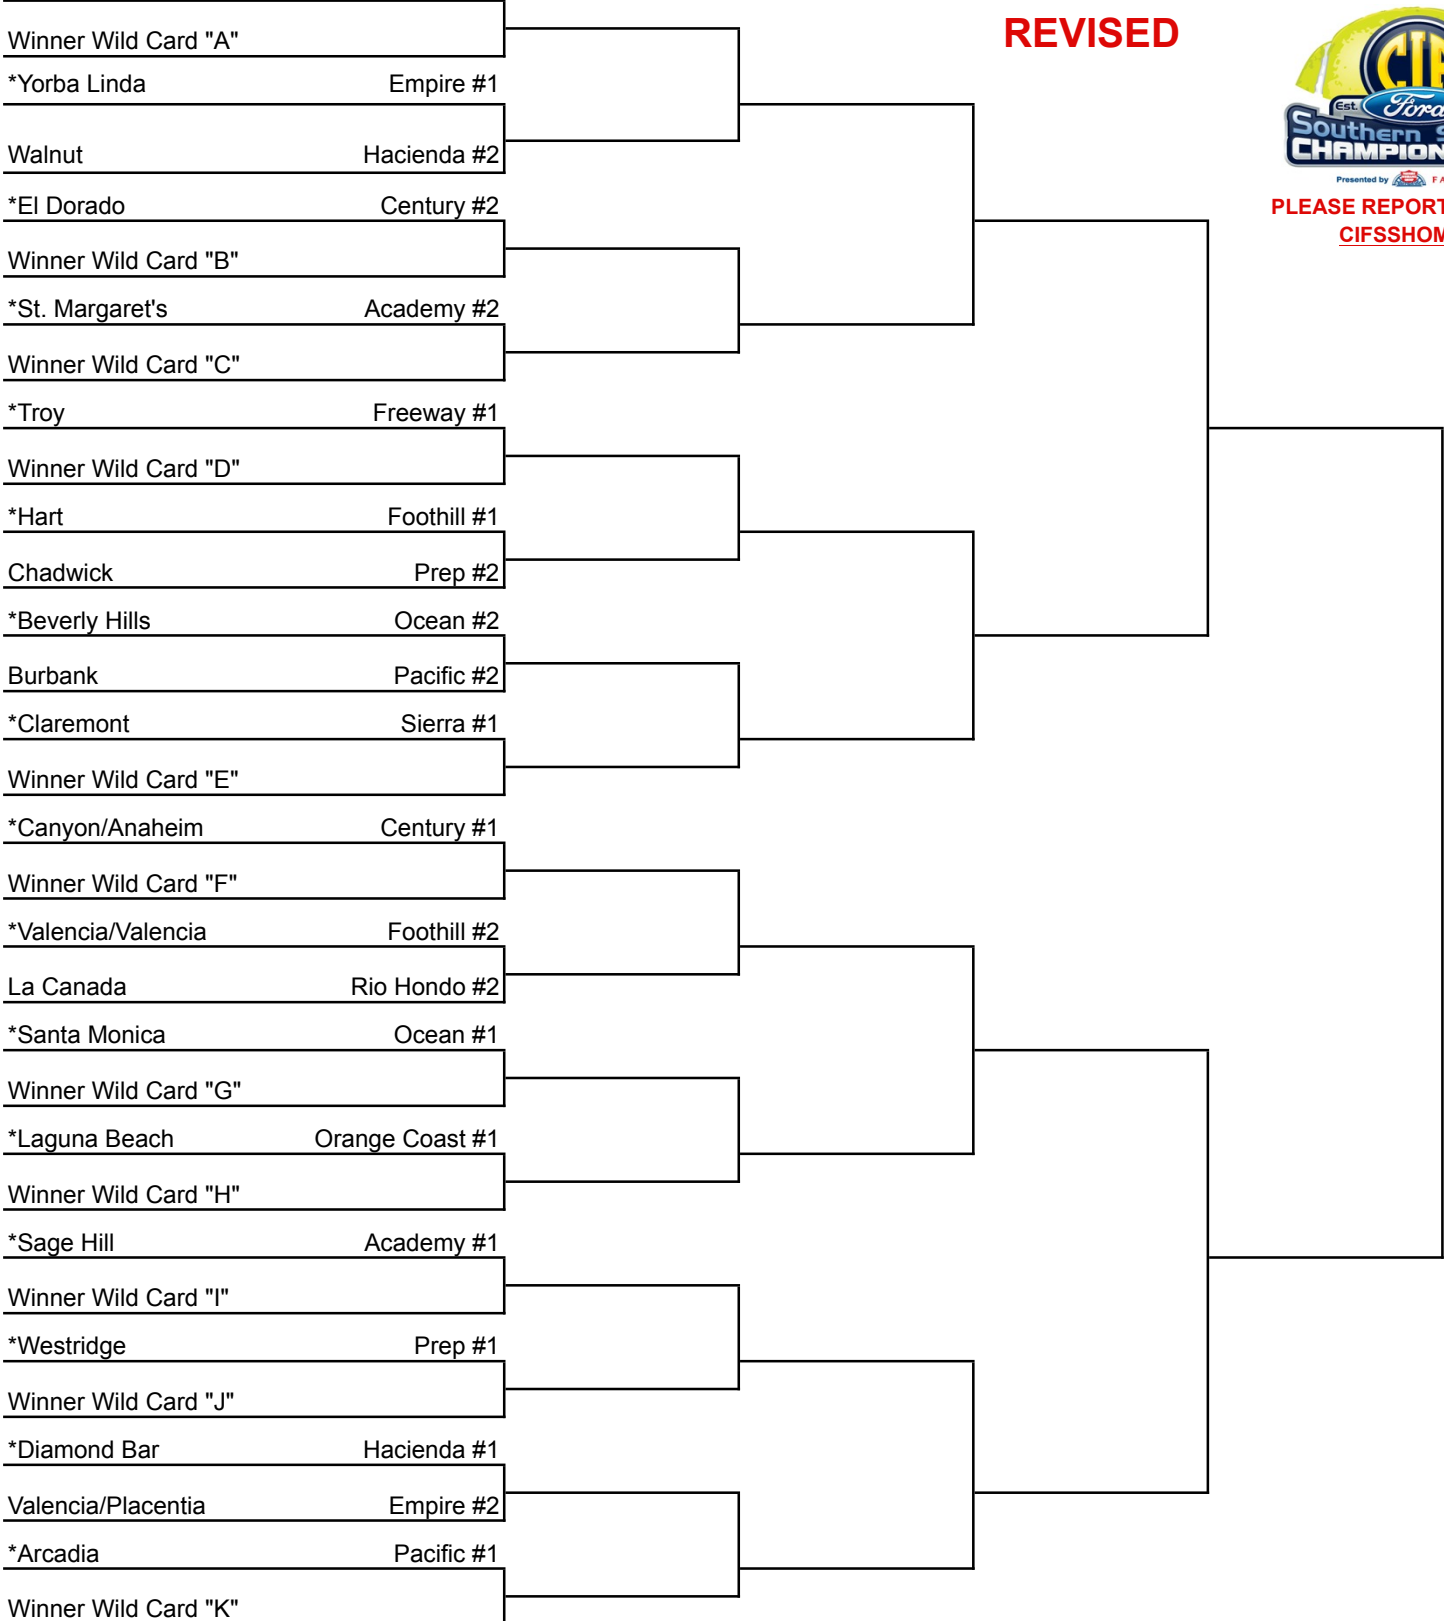 REVISED
Winner Wild Card "A"
*Yorba Linda Empire #1
Walnut Hacienda #2
*El Dorado Century #2
Winner Wild Card "B"
*St. Margaret's Academy #2
Winner Wild Card "C"
*Troy Freeway #1
Winner Wild Card "D"
*Hart Foothill #1
Chadwick Prep #2
*Beverly Hills Ocean #2
Burbank Pacific #2
*Claremont Sierra #1
Winner Wild Card "E"
*Canyon/Anaheim Century #1
Winner Wild Card "F"
*Valencia/Valencia Foothill #2
La Canada Rio Hondo #2
*Santa Monica Ocean #1
Winner Wild Card "G"
*Laguna Beach Orange Coast #1
Winner Wild Card "H"
*Sage Hill Academy #1
Winner Wild Card "I"
*Westridge Prep #1
Winner Wild Card "J"
*Diamond Bar Hacienda #1
Valencia/Placentia Empire #2
*Arcadia Pacific #1
Winner Wild Card "K"
Est. Ford
Southern
Presented by
PLEASE REPORT